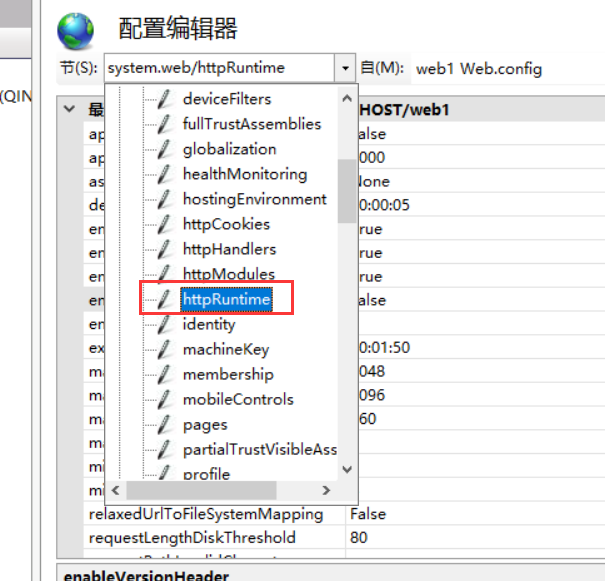 配置编辑器
节(S): system.web/httpRuntime 自(M): web1 Web.config
(QIN
deviceFilters
fullTrustAssemblies
globalization
healthMonitoring
hostingEnvironment
httpCookies
httpHandlers
httpModules
httpRuntime
identity
machineKey
membership
mobileControls
pages
partialTrustVisibleAss
profile
最 HOST/web1
ap alse
ap 000
as None
de 0:00:05
en rue
en rue
en rue
en alse
en
ex 0:01:50
ma 048
ma 096
ma 60
ma
mi
mi
relaxedUrlToFileSystemMapping False
requestLengthDiskThreshold 80
enableVersionHeader